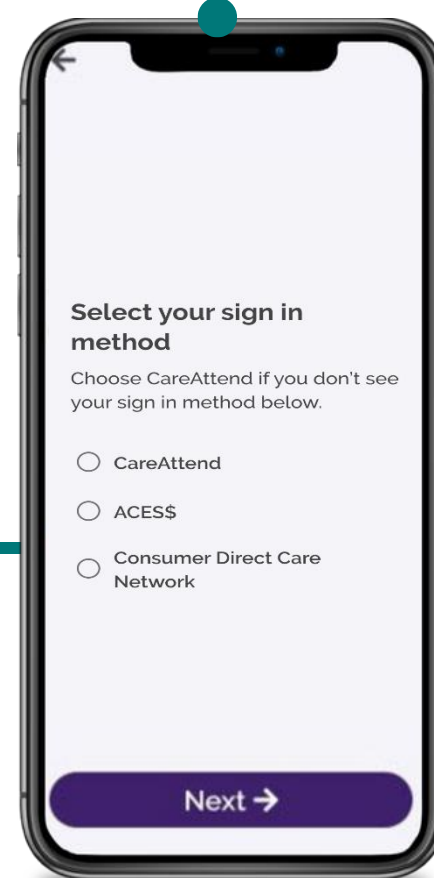 Select your sign in
method
Choose CareAttend if you don't see
your sign in method below.
CareAttend
ACES$
Consumer Direct Care
Network
Next →